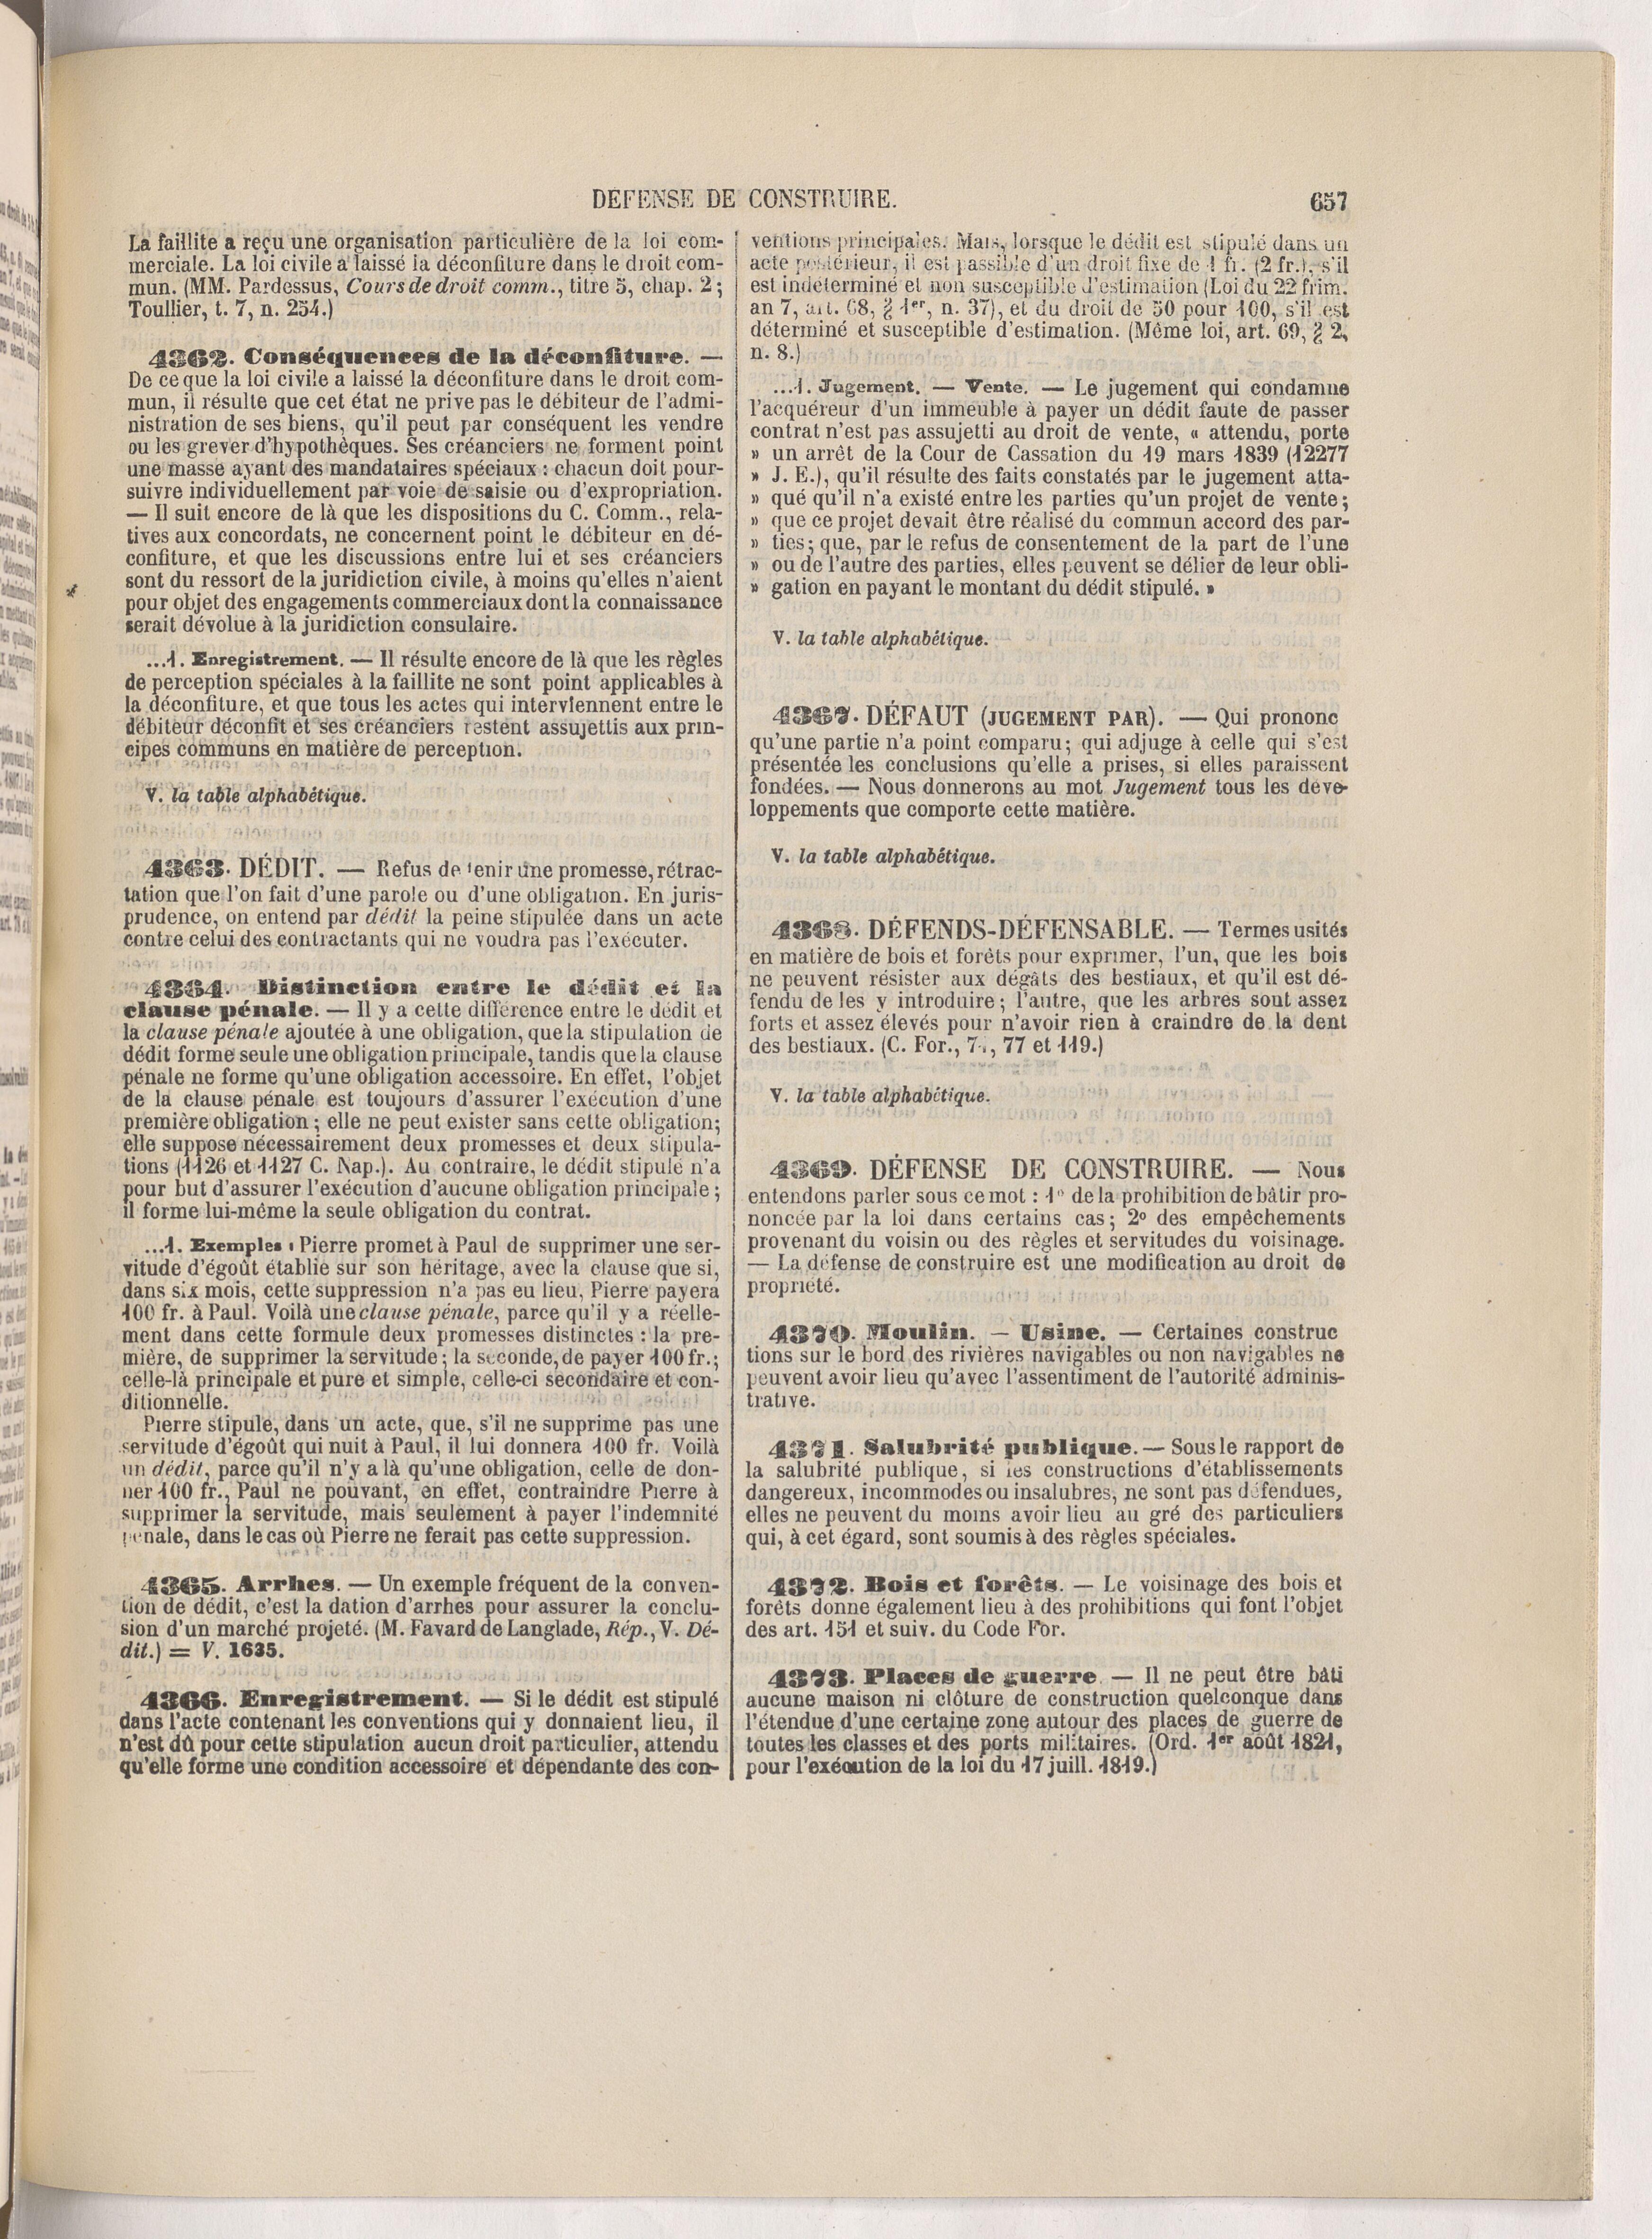 DÉFENSE DE CONSTRUIRE.
657
La faillite a reçu une organisation particulière de la loi com-
merciale. La loi civile a laissé la déconfiture dans le droit com-
mun. (MM. Pardessus, Cours de droit comm., titre 5, chap. 2;
Toullier, t. 7, n. 254.)
4362. Conséquences de la déconfiture. —
De ce que la loi civile a laissé la déconfiture dans le droit com-
mun, il résulte que cet état ne prive pas le débiteur de l'admi-
nistration de ses biens, qu'il peut par conséquent les vendre
ou les grever d'hypothèques. Ses créanciers ne forment point
une masse ayant des mandataires spéciaux : chacun doit pour-
suivre individuellement par voie de saisie ou d'expropriation.
— Il suit encore de là que les dispositions du C. Comm., rela-
tives aux concordats, ne concernent point le débiteur en dé-
confiture, et que les discussions entre lui et ses créanciers
sont du ressort de la juridiction civile, à moins qu'elles n'aient
pour objet des engagements commerciaux dont la connaissance
serait dévolue à la juridiction consulaire.
...1. Enregistrement. — Il résulte encore de là que les règles
de perception spéciales à la faillite ne sont point applicables à
la déconfiture, et que tous les actes qui interviennent entre le
débiteur déconfit et ses créanciers restent assujettis aux prin-
cipes communs en matière de perception.
V. la table alphabétique.
4363. DÉDIT. — Refus de tenir une promesse, rétrac-
tation que l'on fait d'une parole ou d'une obligation. En juris-
prudence, on entend par dédit la peine stipulée dans un acte
contre celui des contractants qui ne voudra pas l'exécuter.
4364. Distinction entre le dédit et la
clause pénale. — Il y a cette différence entre le dédit et
la clause pénale ajoutée à une obligation, que la stipulation de
dédit forme seule une obligation principale, tandis que la clause
pénale ne forme qu'une obligation accessoire. En effet, l'objet
de la clause pénale est toujours d'assurer l'exécution d'une
première obligation ; elle ne peut exister sans cette obligation;
elle suppose nécessairement deux promesses et deux stipula-
tions (1126 et 1127 C. Nap.). Au contraire, le dédit stipulé n'a
pour but d'assurer l'exécution d'aucune obligation principale ;
il forme lui-même la seule obligation du contrat.
...1. Exemples : Pierre promet à Paul de supprimer une ser-
vitude d'égoût établie sur son héritage, avec la clause que si,
dans six mois, cette suppression n'a pas eu lieu, Pierre payera
100 fr. à Paul. Voilà une clause pénale, parce qu'il y a réelle-
ment dans cette formule deux promesses distinctes : la pre-
mière, de supprimer la servitude ; la seconde, de payer 100 fr.;
celle-là principale et pure et simple, celle-ci secondaire et con-
ditionnelle.
Pierre stipule, dans un acte, que, s'il ne supprime pas une
servitude d'égoût qui nuit à Paul, il lui donnera 100 fr. Voilà
un dédit, parce qu'il n'y a là qu'une obligation, celle de don-
ner 100 fr., Paul ne pouvant, en effet, contraindre Pierre à
supprimer la servitude, mais seulement à payer l'indemnité
pénale, dans le cas où Pierre ne ferait pas cette suppression.
4365. Arrhes. — Un exemple fréquent de la conven-
tion de dédit, c'est la dation d'arrhes pour assurer la conclu-
sion d'un marché projeté. (M. Favard de Langlade, Rép., V. Dé-
dit.) = V. 1635.
4366. Enregistrement. — Si le dédit est stipulé
dans l'acte contenant les conventions qui y donnaient lieu, il
n'est dû pour cette stipulation aucun droit particulier, attendu
qu'elle forme une condition accessoire et dépendante des con-
ventions principales. Mais, lorsque le dédit est stipulé dans un
acte postérieur, il est passible d'un droit fixe de 1 fr. (2 fr.), s'il
est indéterminé et non susceptible d'estimation (Loi du 22 frim.
an 7, art. 68, § 1er, n. 37), et du droit de 50 pour 100, s'il est
déterminé et susceptible d'estimation. (Même loi, art. 69, § 2,
n. 8.)
...1. Jugement. — Vente. — Le jugement qui condamne
l'acquéreur d'un immeuble à payer un dédit faute de passer
contrat n'est pas assujetti au droit de vente, « attendu, porte
» un arrêt de la Cour de Cassation du 19 mars 1839 (12277
» J. E.), qu'il résulte des faits constatés par le jugement atta-
» qué qu'il n'a existé entre les parties qu'un projet de vente;
» que ce projet devait être réalisé du commun accord des par-
» ties; que, par le refus de consentement de la part de l'une
» ou de l'autre des parties, elles peuvent se délier de leur obli-
» gation en payant le montant du dédit stipulé. »
V. la table alphabétique.
4367. DÉFAUT (JUGEMENT PAR). — Qui prononc
qu'une partie n'a point comparu; qui adjuge à celle qui s'est
présentée les conclusions qu'elle a prises, si elles paraissent
fondées. — Nous donnerons au mot Jugement tous les déve-
loppements que comporte cette matière.
V. la table alphabétique.
4368. DÉFENDS-DÉFENSABLE. — Termes usités
en matière de bois et forêts pour exprimer, l'un, que les bois
ne peuvent résister aux dégâts des bestiaux, et qu'il est dé-
fendu de les y introduire; l'autre, que les arbres sont assez
forts et assez élevés pour n'avoir rien à craindre de la dent
des bestiaux. (C. For., 77 et 119.)
V. la table alphabétique.
4369. DÉFENSE DE CONSTRUIRE. — Nous
entendons parler sous ce mot : 1° de la prohibition de bâtir pro-
noncée par la loi dans certains cas; 2° des empêchements
provenant du voisin ou des règles et servitudes du voisinage.
— La défense de construire est une modification au droit de
propriété.
4370. Moulin. — Usine. — Certaines construc
tions sur le bord des rivières navigables ou non navigables ne
peuvent avoir lieu qu'avec l'assentiment de l'autorité adminis-
trative.
4371. Salubrité publique. — Sous le rapport de
la salubrité publique, si les constructions d'établissements
dangereux, incommodes ou insalubres, ne sont pas défendues,
elles ne peuvent du moins avoir lieu au gré des particuliers
qui, à cet égard, sont soumis à des règles spéciales.
4372. Bois et forêts. — Le voisinage des bois et
forêts donne également lieu à des prohibitions qui font l'objet
des art. 151 et suiv. du Code For.
4373. Places de guerre. — Il ne peut être bâti
aucune maison ni clôture de construction quelconque dans
l'étendue d'une certaine zone autour des places de guerre de
toutes les classes et des ports militaires. (Ord. 1er août 1821,
pour l'exécution de la loi du 17 juill. 1819.)